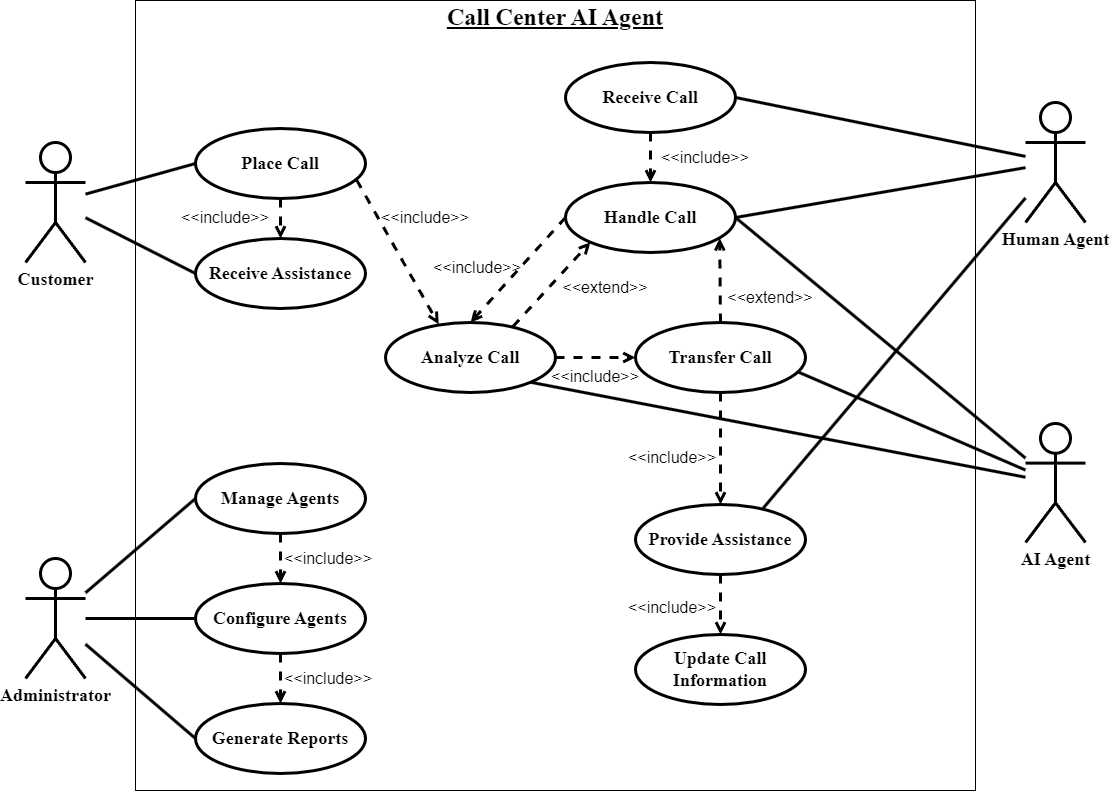 Call Center AI Agent
Receive Call
Place Call
<<include>>
Customer
<<include>>
<<include>>
Handle Call
Human Agent
Receive Assistance
<<include>>
<<extend>>
<<extend>>
Analyze Call
<<include>>
Transfer Call
<<include>>
AI Agent
Manage Agents
Provide Assistance
<<include>>
<<include>>
Configure Agents
Update Call
Information
Administrator
<<include>>
Generate Reports